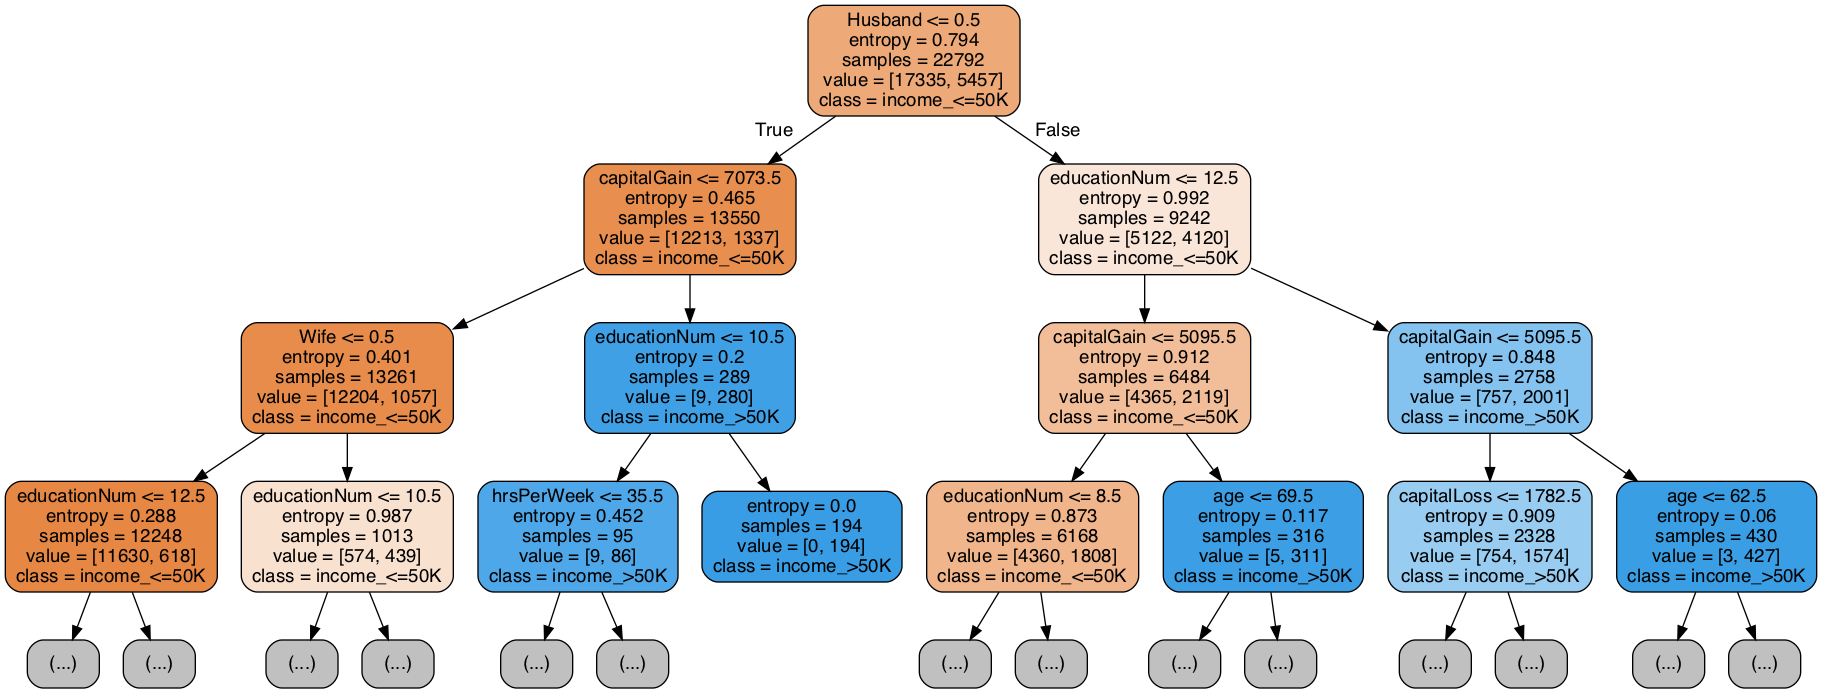 Husband <= 0.5
entropy = 0.794
samples = 22792
value = [17335, 5457]
class = income_<=50K
True
False
capitalGain <= 7073.5
entropy = 0.465
samples = 13550
value = [12213, 1337]
class = income_<=50K
educationNum <= 12.5
entropy = 0.992
samples = 9242
value = [5122, 4120]
class = income_<=50K
Wife <= 0.5
entropy = 0.401
samples = 13261
value = [12204, 1057]
class = income_<=50K
educationNum <= 10.5
entropy = 0.2
samples = 289
value = [9, 280]
class = income_>50K
capitalGain <= 5095.5
entropy = 0.912
samples = 6484
value = [4365, 2119]
class = income_<=50K
capitalGain <= 5095.5
entropy = 0.848
samples = 2758
value = [757, 2001]
class = income_>50K
educationNum <= 12.5
entropy = 0.288
samples = 12248
value = [11630, 618]
class = income_<=50K
educationNum <= 10.5
entropy = 0.987
samples = 1013
value = [574, 439]
class = income_<=50K
hrsPerWeek <= 35.5
entropy = 0.452
samples = 95
value = [9, 86]
class = income_>50K
entropy = 0.0
samples = 194
value = [0, 194]
class = income_>50K
educationNum <= 8.5
entropy = 0.873
samples = 6168
value = [4360, 1808]
class = income_<=50K
age <= 69.5
entropy = 0.117
samples = 316
value = [5, 311]
class = income_>50K
capitalLoss <= 1782.5
entropy = 0.909
samples = 2328
value = [754, 1574]
class = income_>50K
age <= 62.5
entropy = 0.06
samples = 430
value = [3, 427]
class = income_>50K
(...)
(...)
(...)
(...)
(...)
(...)
(...)
(...)
(...)
(...)
(...)
(...)
(...)
(...)